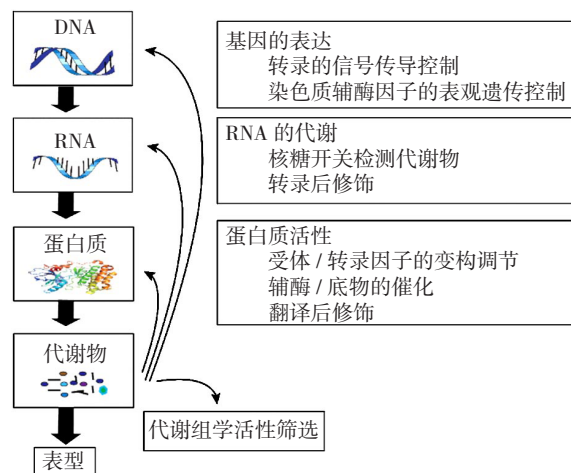 DNA
RNA
蛋白质
代谢物
表型
基因的表达
转录的信号传导控制
染色质辅酶因子的表观遗传控制
RNA 的代谢
核糖开关检测代谢物
转录后修饰
蛋白质活性
受体 / 转录因子的变构调节
辅酶 / 底物的催化
翻译后修饰
代谢组学活性筛选